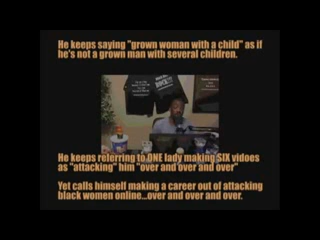 He keeps saying "grown woman with a child" as if
he's not a grown man with several children.
He keeps referring to ONE lady making SIX vidoes
as "attacking" him "over and over and over"
Yet calls himself making a career out of attacking
black women online...over and over and over.